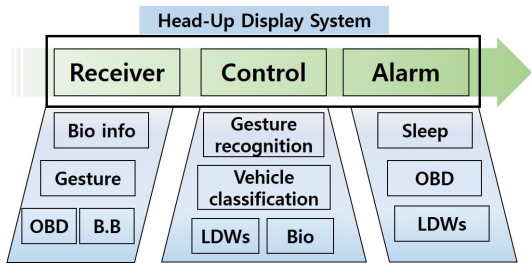 Head-Up Display System
Receiver
Control
Alarm
Bio info
Gesture
OBD
B.B
Gesture
recognition
Vehicle
classification
LDWs
Bio
Sleep
OBD
LDWs